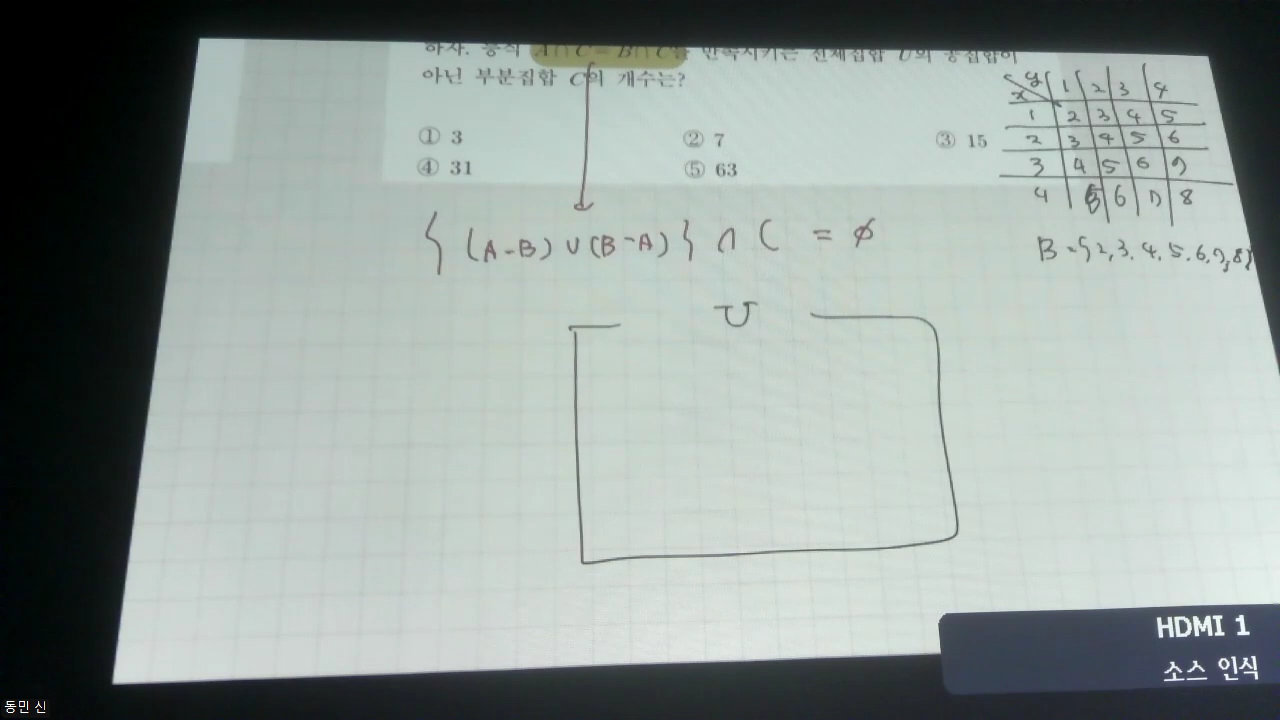 하자. 등식 A∩C=B∩C를 만족시키는 전체집합 U의 공집합이
아닌 부분집합 C의 개수는?
① 3 ② 7 ③ 15
④ 31 ⑤ 63
x y 1 2 3 4
1 2 3 4 5
2 3 4 5 6
3 4 5 6 7
4 5 6 7 8
{ (A-B) ∪ (B-A) } ∩ C = ∅
B = {2, 3, 4, 5, 6, 7, 8}
U
HDMI 1
소스 인식
동민 신